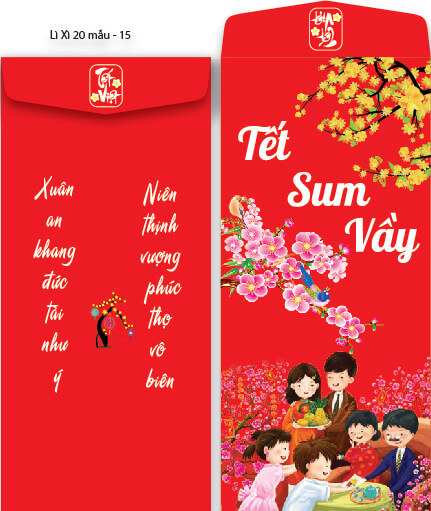 Lì Xì 20 mẫu - 15
Tết
Việt
Xuân
an
khang
đức
tài
như
ý
Niên
thịnh
vượng
phúc
thọ
vô
biên
Tết
Sum
Vầy